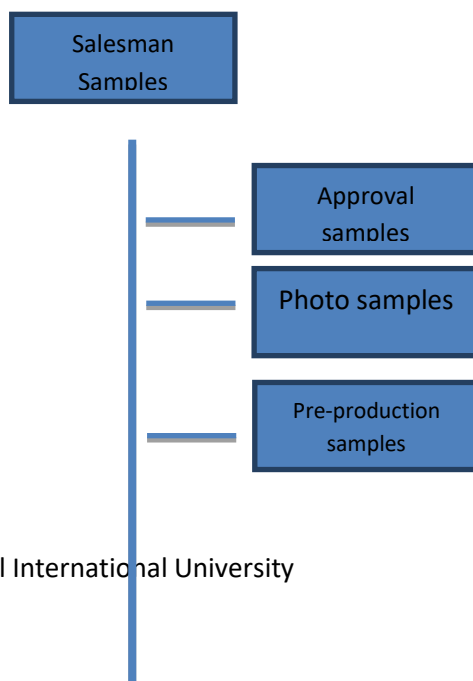 Salesman
Samples
Approval
samples
Photo samples
Pre-production
samples
l International University